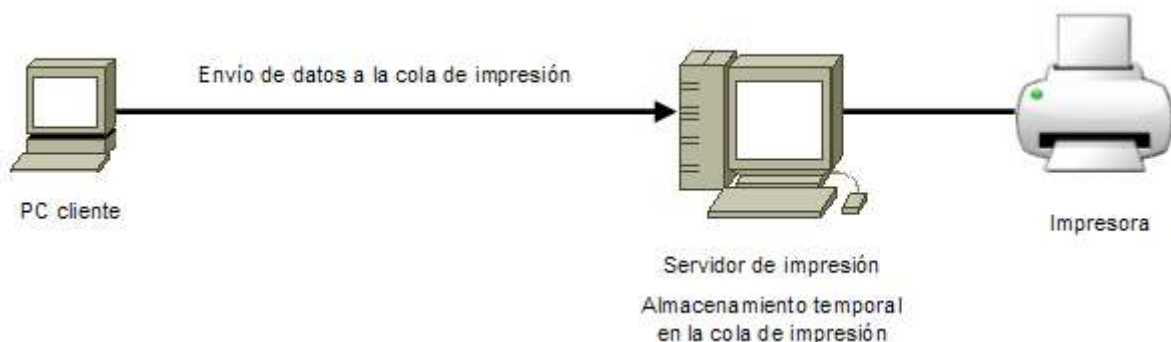 Envío de datos a la cola de impresión
PC cliente
Impresora
Servidor de impresión
Almacenamiento temporal
en la cola de impresión